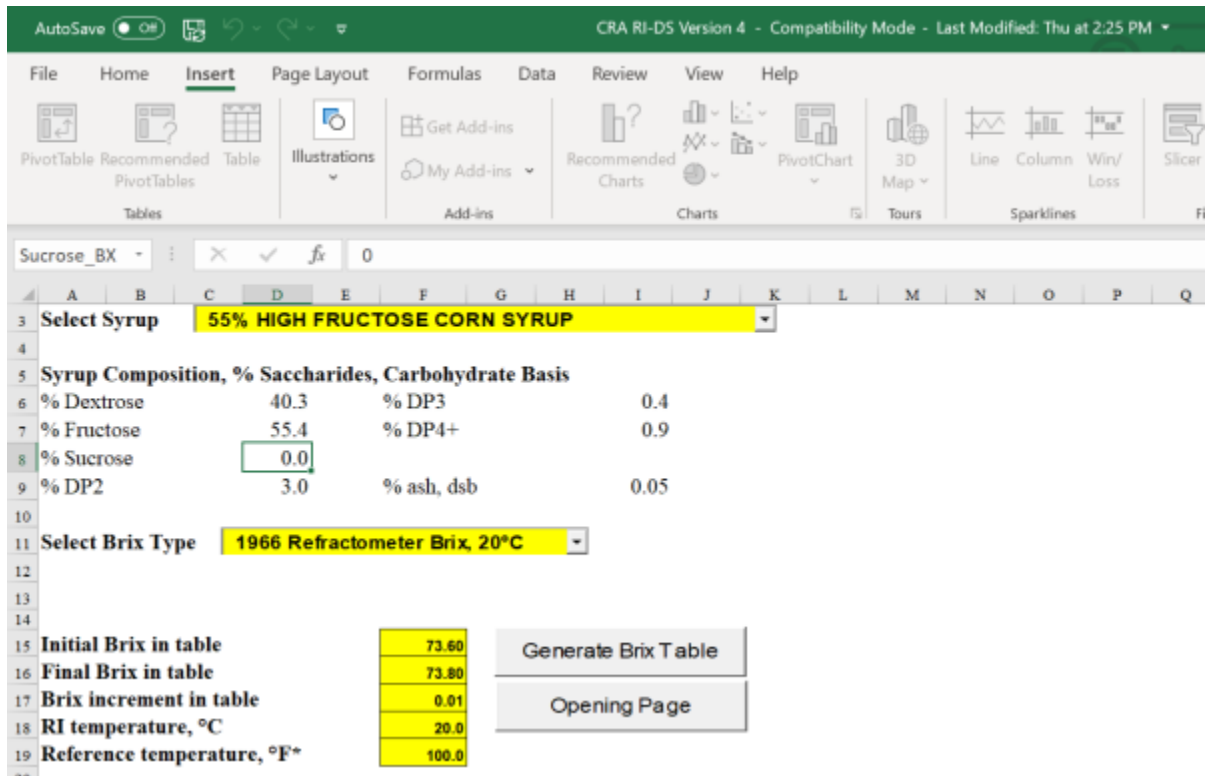 AutoSave Off CRA RI-DS Version 4 - Compatibility Mode - Last Modified: Thu at 2:25 PM
File Home Insert Page Layout Formulas Data Review View Help
PivotTable Recommended PivotTables Table Illustrations Get Add-ins My Add-ins Recommended Charts PivotChart 3D Map Line Column Win/Loss Slicer
Tables Add-ins Charts Tours Sparklines Fi
Sucrose_BX fx 0
A B C D E F G H I J K L M N O P Q
3 Select Syrup 55% HIGH FRUCTOSE CORN SYRUP
4
5 Syrup Composition, % Saccharides, Carbohydrate Basis
6 % Dextrose 40.3 % DP3 0.4
7 % Fructose 55.4 % DP4+ 0.9
8 % Sucrose 0.0
9 % DP2 3.0 % ash, dsb 0.05
10
11 Select Brix Type 1966 Refractometer Brix, 20°C
12
13
14
15 Initial Brix in table 73.60 Generate Brix Table
16 Final Brix in table 73.80
17 Brix increment in table 0.01 Opening Page
18 RI temperature, °C 20.0
19 Reference temperature, °F* 100.0